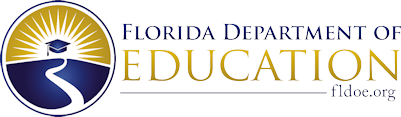 FLORIDA DEPARTMENT OF
EDUCATION
fldoe.org